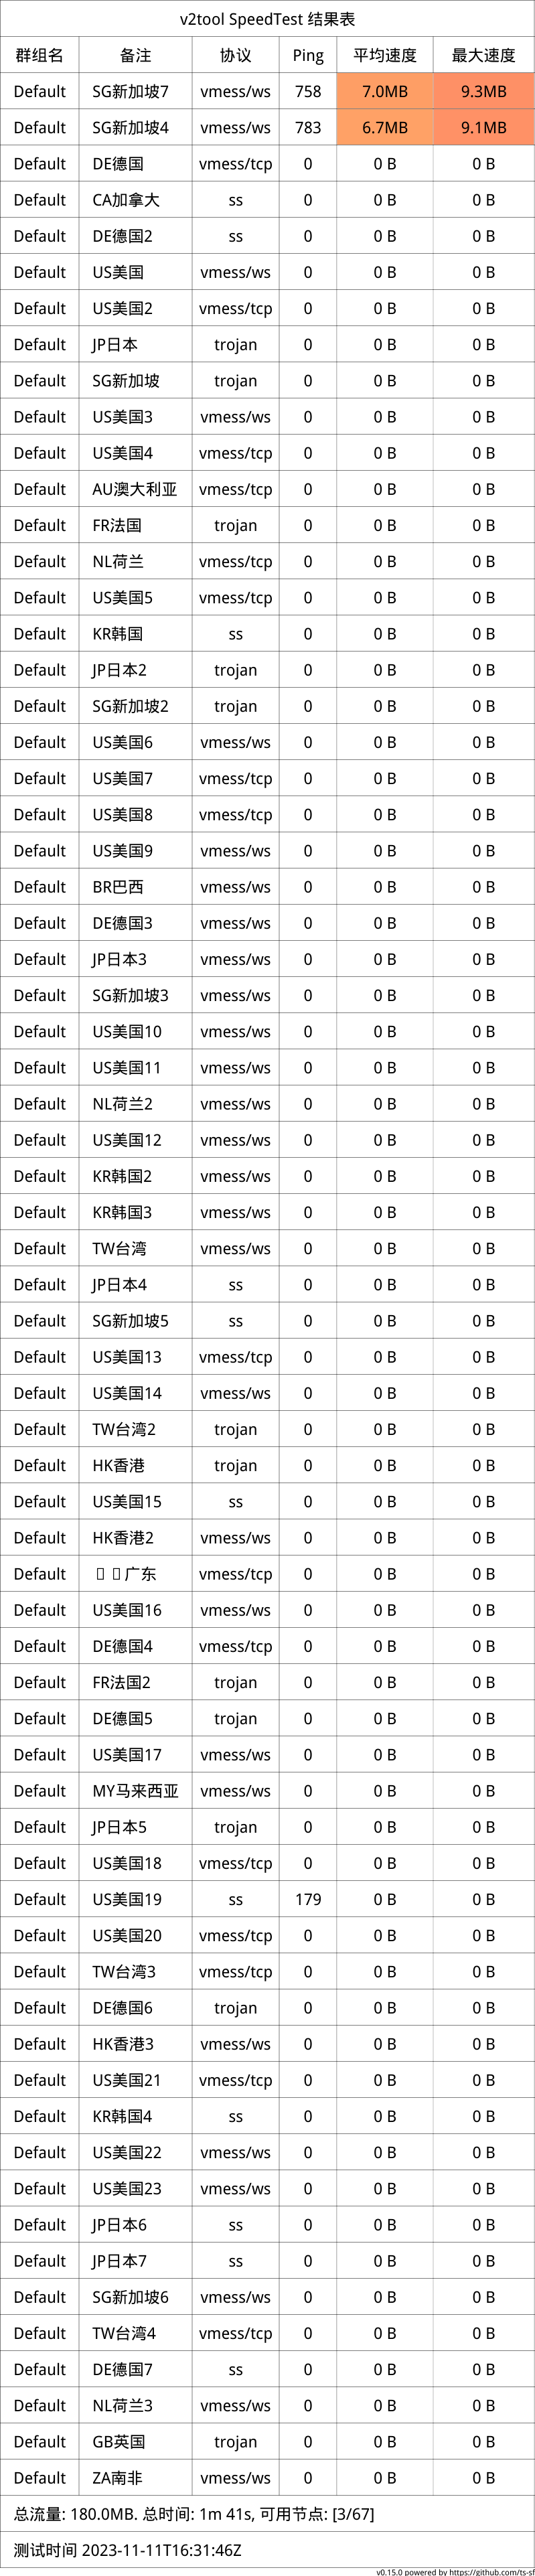 v2tool SpeedTest 结果表
群组名 备注 协议 Ping 平均速度 最大速度
Default SG新加坡7 vmess/ws 758 7.0MB 9.3MB
Default SG新加坡4 vmess/ws 783 6.7MB 9.1MB
Default DE德国 vmess/tcp 0 0 B 0 B
Default CA加拿大 ss 0 0 B 0 B
Default DE德国2 ss 0 0 B 0 B
Default US美国 vmess/ws 0 0 B 0 B
Default US美国2 vmess/tcp 0 0 B 0 B
Default JP日本 trojan 0 0 B 0 B
Default SG新加坡 trojan 0 0 B 0 B
Default US美国3 vmess/ws 0 0 B 0 B
Default US美国4 vmess/tcp 0 0 B 0 B
Default AU澳大利亚 vmess/tcp 0 0 B 0 B
Default FR法国 trojan 0 0 B 0 B
Default NL荷兰 vmess/tcp 0 0 B 0 B
Default US美国5 vmess/tcp 0 0 B 0 B
Default KR韩国 ss 0 0 B 0 B
Default JP日本2 trojan 0 0 B 0 B
Default SG新加坡2 trojan 0 0 B 0 B
Default US美国6 vmess/ws 0 0 B 0 B
Default US美国7 vmess/tcp 0 0 B 0 B
Default US美国8 vmess/tcp 0 0 B 0 B
Default US美国9 vmess/ws 0 0 B 0 B
Default BR巴西 vmess/ws 0 0 B 0 B
Default DE德国3 vmess/ws 0 0 B 0 B
Default JP日本3 vmess/ws 0 0 B 0 B
Default SG新加坡3 vmess/ws 0 0 B 0 B
Default US美国10 vmess/ws 0 0 B 0 B
Default US美国11 vmess/ws 0 0 B 0 B
Default NL荷兰2 vmess/ws 0 0 B 0 B
Default US美国12 vmess/ws 0 0 B 0 B
Default KR韩国2 vmess/ws 0 0 B 0 B
Default KR韩国3 vmess/ws 0 0 B 0 B
Default TW台湾 vmess/ws 0 0 B 0 B
Default JP日本4 ss 0 0 B 0 B
Default SG新加坡5 ss 0 0 B 0 B
Default US美国13 vmess/tcp 0 0 B 0 B
Default US美国14 vmess/ws 0 0 B 0 B
Default TW台湾2 trojan 0 0 B 0 B
Default HK香港 trojan 0 0 B 0 B
Default US美国15 ss 0 0 B 0 B
Default HK香港2 vmess/ws 0 0 B 0 B
Default 广东 vmess/tcp 0 0 B 0 B
Default US美国16 vmess/ws 0 0 B 0 B
Default DE德国4 vmess/tcp 0 0 B 0 B
Default FR法国2 trojan 0 0 B 0 B
Default DE德国5 trojan 0 0 B 0 B
Default US美国17 vmess/ws 0 0 B 0 B
Default MY马来西亚 vmess/ws 0 0 B 0 B
Default JP日本5 trojan 0 0 B 0 B
Default US美国18 vmess/tcp 0 0 B 0 B
Default US美国19 ss 179 0 B 0 B
Default US美国20 vmess/tcp 0 0 B 0 B
Default TW台湾3 vmess/tcp 0 0 B 0 B
Default DE德国6 trojan 0 0 B 0 B
Default HK香港3 vmess/ws 0 0 B 0 B
Default US美国21 vmess/tcp 0 0 B 0 B
Default KR韩国4 ss 0 0 B 0 B
Default US美国22 vmess/ws 0 0 B 0 B
Default US美国23 vmess/ws 0 0 B 0 B
Default JP日本6 ss 0 0 B 0 B
Default JP日本7 ss 0 0 B 0 B
Default SG新加坡6 vmess/ws 0 0 B 0 B
Default TW台湾4 vmess/tcp 0 0 B 0 B
Default DE德国7 ss 0 0 B 0 B
Default NL荷兰3 vmess/ws 0 0 B 0 B
Default GB英国 trojan 0 0 B 0 B
Default ZA南非 vmess/ws 0 0 B 0 B
总流量: 180.0MB. 总时间: 1m 41s, 可用节点: [3/67]
测试时间 2023-11-11T16:31:46Z
v0.15.0 powered by https://github.com/ts-sf